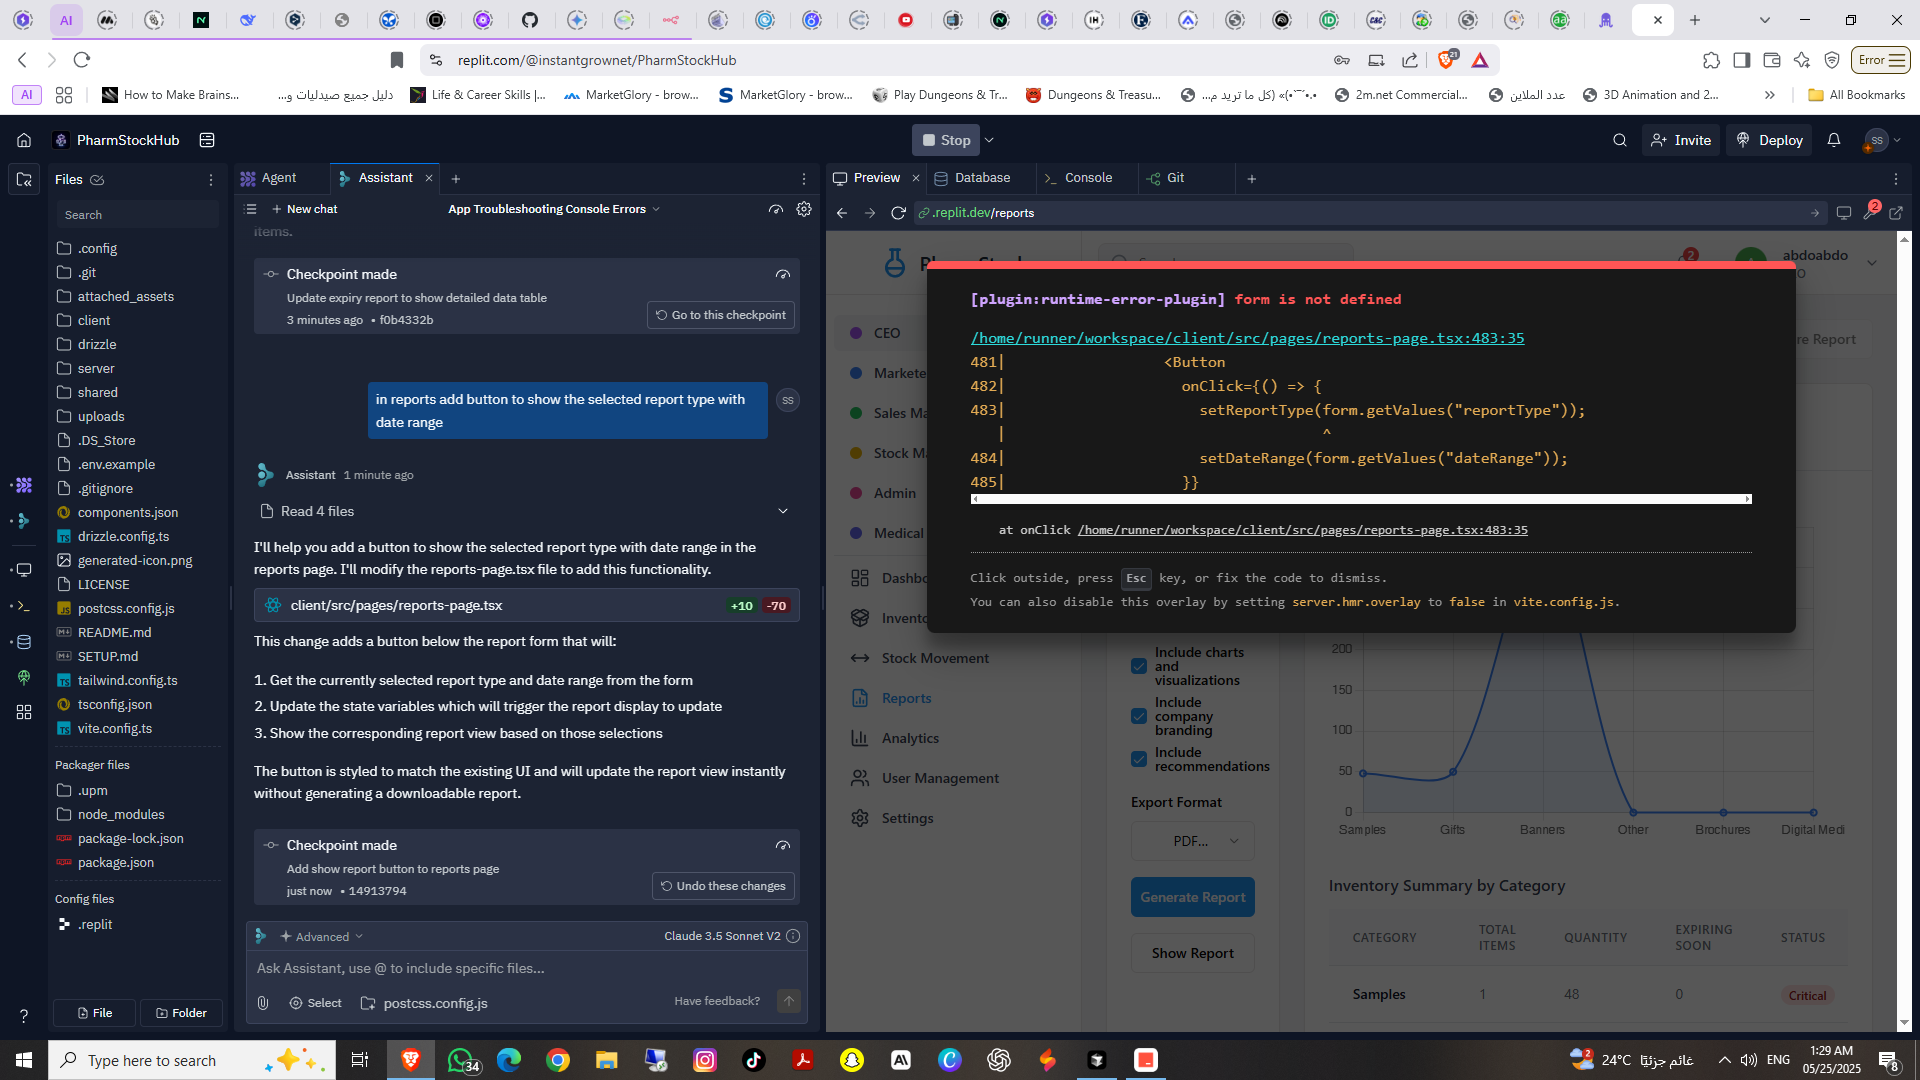 AI
replit.com/@instantgrownet/PharmStockHub
21
Error
AI
How to Make Brains...
دليل جميع صيدليات و...
Life & Career Skills |...
MarketGlory - brow...
MarketGlory - brow...
Play Dungeons & Tr...
Dungeons & Treasu...
2m.net Commercial...
عدد الملاين
3D Animation and 2...
All Bookmarks
PharmStockHub
Stop
Invite
Deploy
SS
Files
Agent
Assistant
Preview
Database
Console
Git
Search
New chat
App Troubleshooting Console Errors
.replit.dev/reports
2
.config
.git
attached_assets
client
drizzle
server
shared
uploads
.DS_Store
.env.example
.gitignore
components.json
drizzle.config.ts
generated-icon.png
LICENSE
postcss.config.js
README.md
SETUP.md
tailwind.config.ts
tsconfig.json
vite.config.ts
Packager files
.upm
node_modules
package-lock.json
package.json
Config files
.replit
File
Folder
items.
Checkpoint made
Update expiry report to show detailed data table
3 minutes ago • f0b4332b
Go to this checkpoint
in reports add button to show the selected report type with
date range
SS
Assistant 1 minute ago
Read 4 files
I'll help you add a button to show the selected report type with date range in the
reports page. I'll modify the reports-page.tsx file to add this functionality.
client/src/pages/reports-page.tsx
+10 -70
This change adds a button below the report form that will:
1. Get the currently selected report type and date range from the form
2. Update the state variables which will trigger the report display to update
3. Show the corresponding report view based on those selections
The button is styled to match the existing UI and will update the report view instantly
without generating a downloadable report.
Checkpoint made
Add show report button to reports page
just now • 14913794
Undo these changes
Advanced
Claude 3.5 Sonnet V2
Ask Assistant, use @ to include specific files...
Select
postcss.config.js
Have feedback?
2
abdoabdo
CEO
Marketе
Sales Ma
Stock M
Admin
Medical
Dashbo
Invento
Stock Movement
Reports
Analytics
User Management
Settings
re Report
[plugin:runtime-error-plugin] form is not defined
/home/runner/workspace/client/src/pages/reports-page.tsx:483:35
481| <Button
482| onClick={() => {
483| setReportType(form.getValues("reportType"));
| ^
484| setDateRange(form.getValues("dateRange"));
485| }}
at onClick /home/runner/workspace/client/src/pages/reports-page.tsx:483:35
Click outside, press Esc key, or fix the code to dismiss.
You can also disable this overlay by setting server.hmr.overlay to false in vite.config.js.
Include charts
and
visualizations
Include
company
branding
Include
recommendations
Export Format
PDF...
Generate Report
Show Report
200
150
100
50
0
Samples
Gifts
Banners
Other
Brochures
Digital Medi
Inventory Summary by Category
CATEGORY
TOTAL
ITEMS
QUANTITY
EXPIRING
SOON
STATUS
Samples
1
48
0
Critical
Type here to search
34
2
24°C
غائم جزئيًا
ENG
1:29 AM
05/25/2025
8